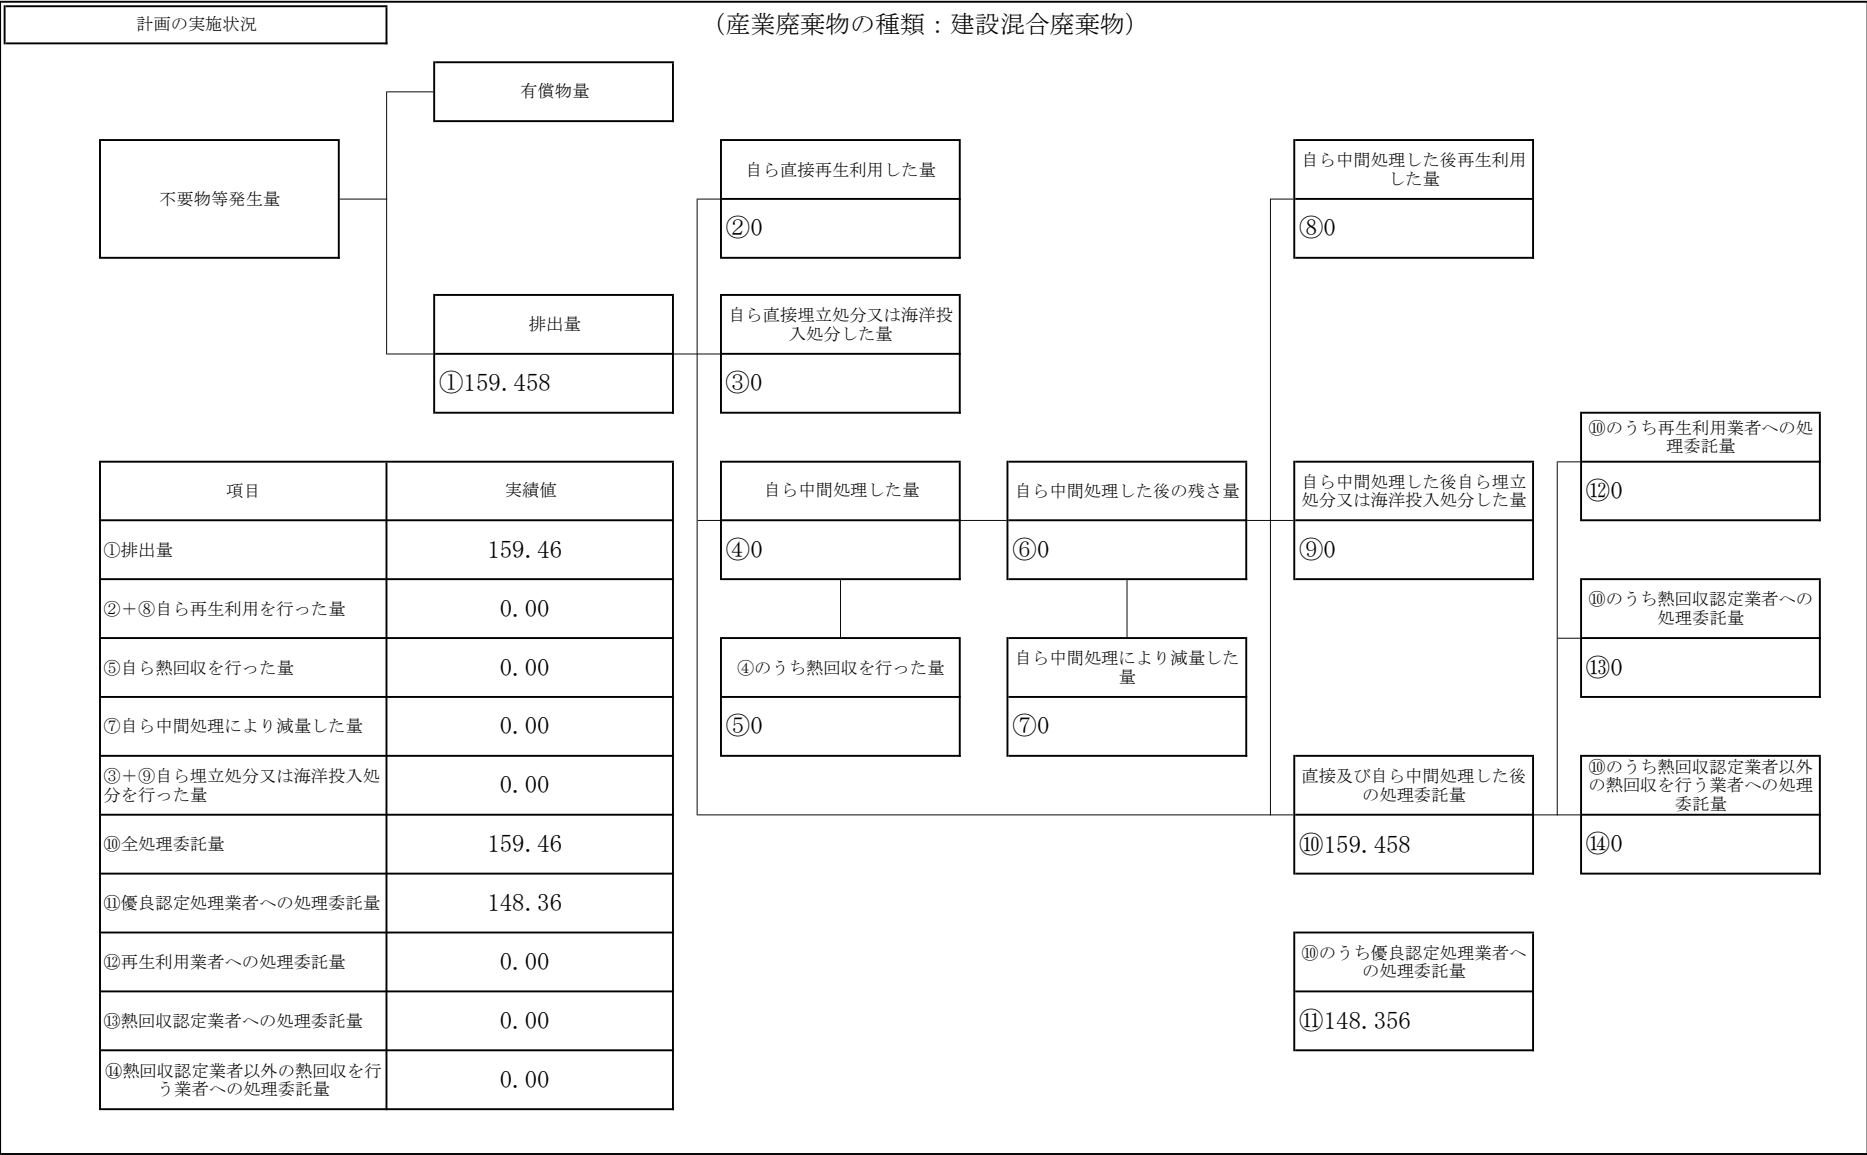 計画の実施状況
（産業廃棄物の種類：建設混合廃棄物）
有償物量
不要物等発生量
自ら直接再生利用した量
②0
自ら中間処理した後再生利用
した量
⑧0
排出量
①159.458
自ら直接埋立処分又は海洋投
入処分した量
③0
⑩のうち再生利用業者への処
理委託量
⑫0
自ら中間処理した量
④0
自ら中間処理した後の残さ量
⑥0
自ら中間処理した後自ら埋立
処分又は海洋投入処分した量
⑨0
⑩のうち熱回収認定業者への
処理委託量
⑬0
④のうち熱回収を行った量
⑤0
自ら中間処理により減量した
量
⑦0
直接及び自ら中間処理した後
の処理委託量
⑩159.458
⑩のうち熱回収認定業者以外
の熱回収を行う業者への処理
委託量
⑭0
⑩のうち優良認定処理業者へ
の処理委託量
⑪148.356
項目 実績値
①排出量 159.46
②＋⑧自ら再生利用を行った量 0.00
⑤自ら熱回収を行った量 0.00
⑦自ら中間処理により減量した量 0.00
③＋⑨自ら埋立処分又は海洋投入処
分を行った量 0.00
⑩全処理委託量 159.46
⑪優良認定処理業者への処理委託量 148.36
⑫再生利用業者への処理委託量 0.00
⑬熱回収認定業者への処理委託量 0.00
⑭熱回収認定業者以外の熱回収を行
う業者への処理委託量 0.00